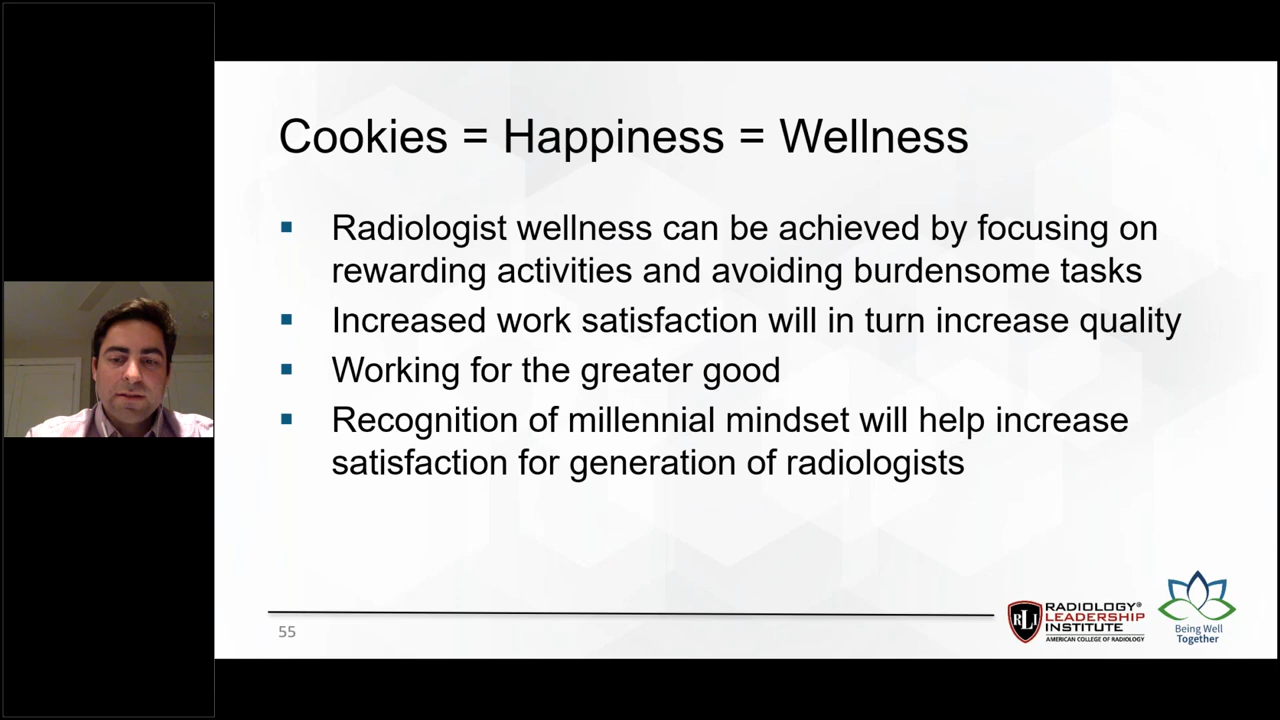 Cookies = Happiness = Wellness
▪ Radiologist wellness can be achieved by focusing on
rewarding activities and avoiding burdensome tasks
▪ Increased work satisfaction will in turn increase quality
▪ Working for the greater good
▪ Recognition of millennial mindset will help increase
satisfaction for generation of radiologists
55
RLI
RADIOLOGY®
LEADERSHIP
INSTITUTE
AMERICAN COLLEGE OF RADIOLOGY
Being Well
Together